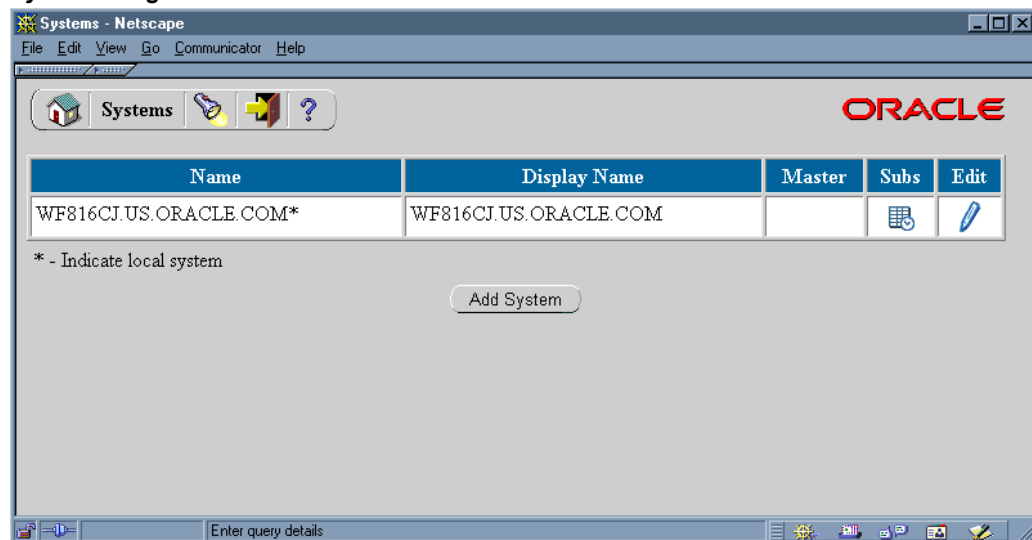 Systems - Netscape
File Edit View Go Communicator Help
Systems ? ORACLE
Name Display Name Master Subs Edit
WF816CJ.US.ORACLE.COM* WF816CJ.US.ORACLE.COM
* - Indicate local system
Add System
Enter query details